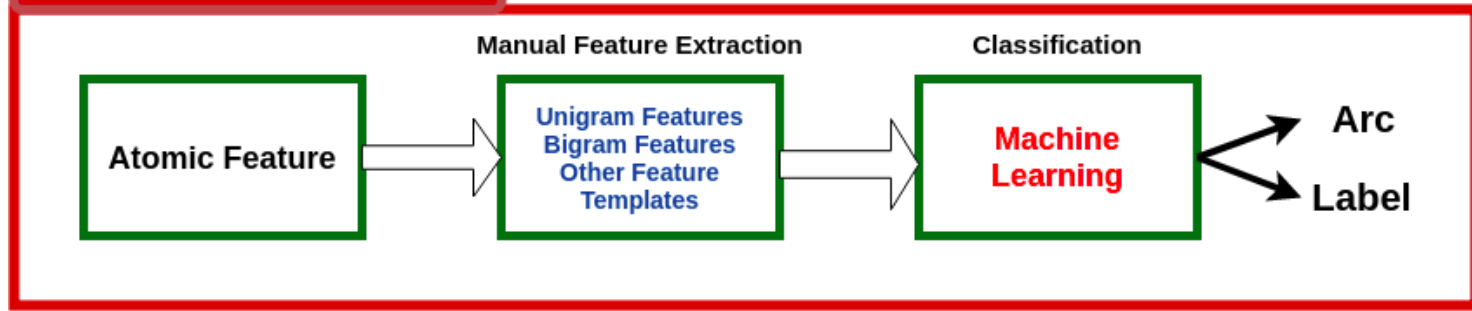 Manual Feature Extraction
Classification
Atomic Feature
Unigram Features
Bigram Features
Other Feature
Templates
Machine
Learning
Arc
Label